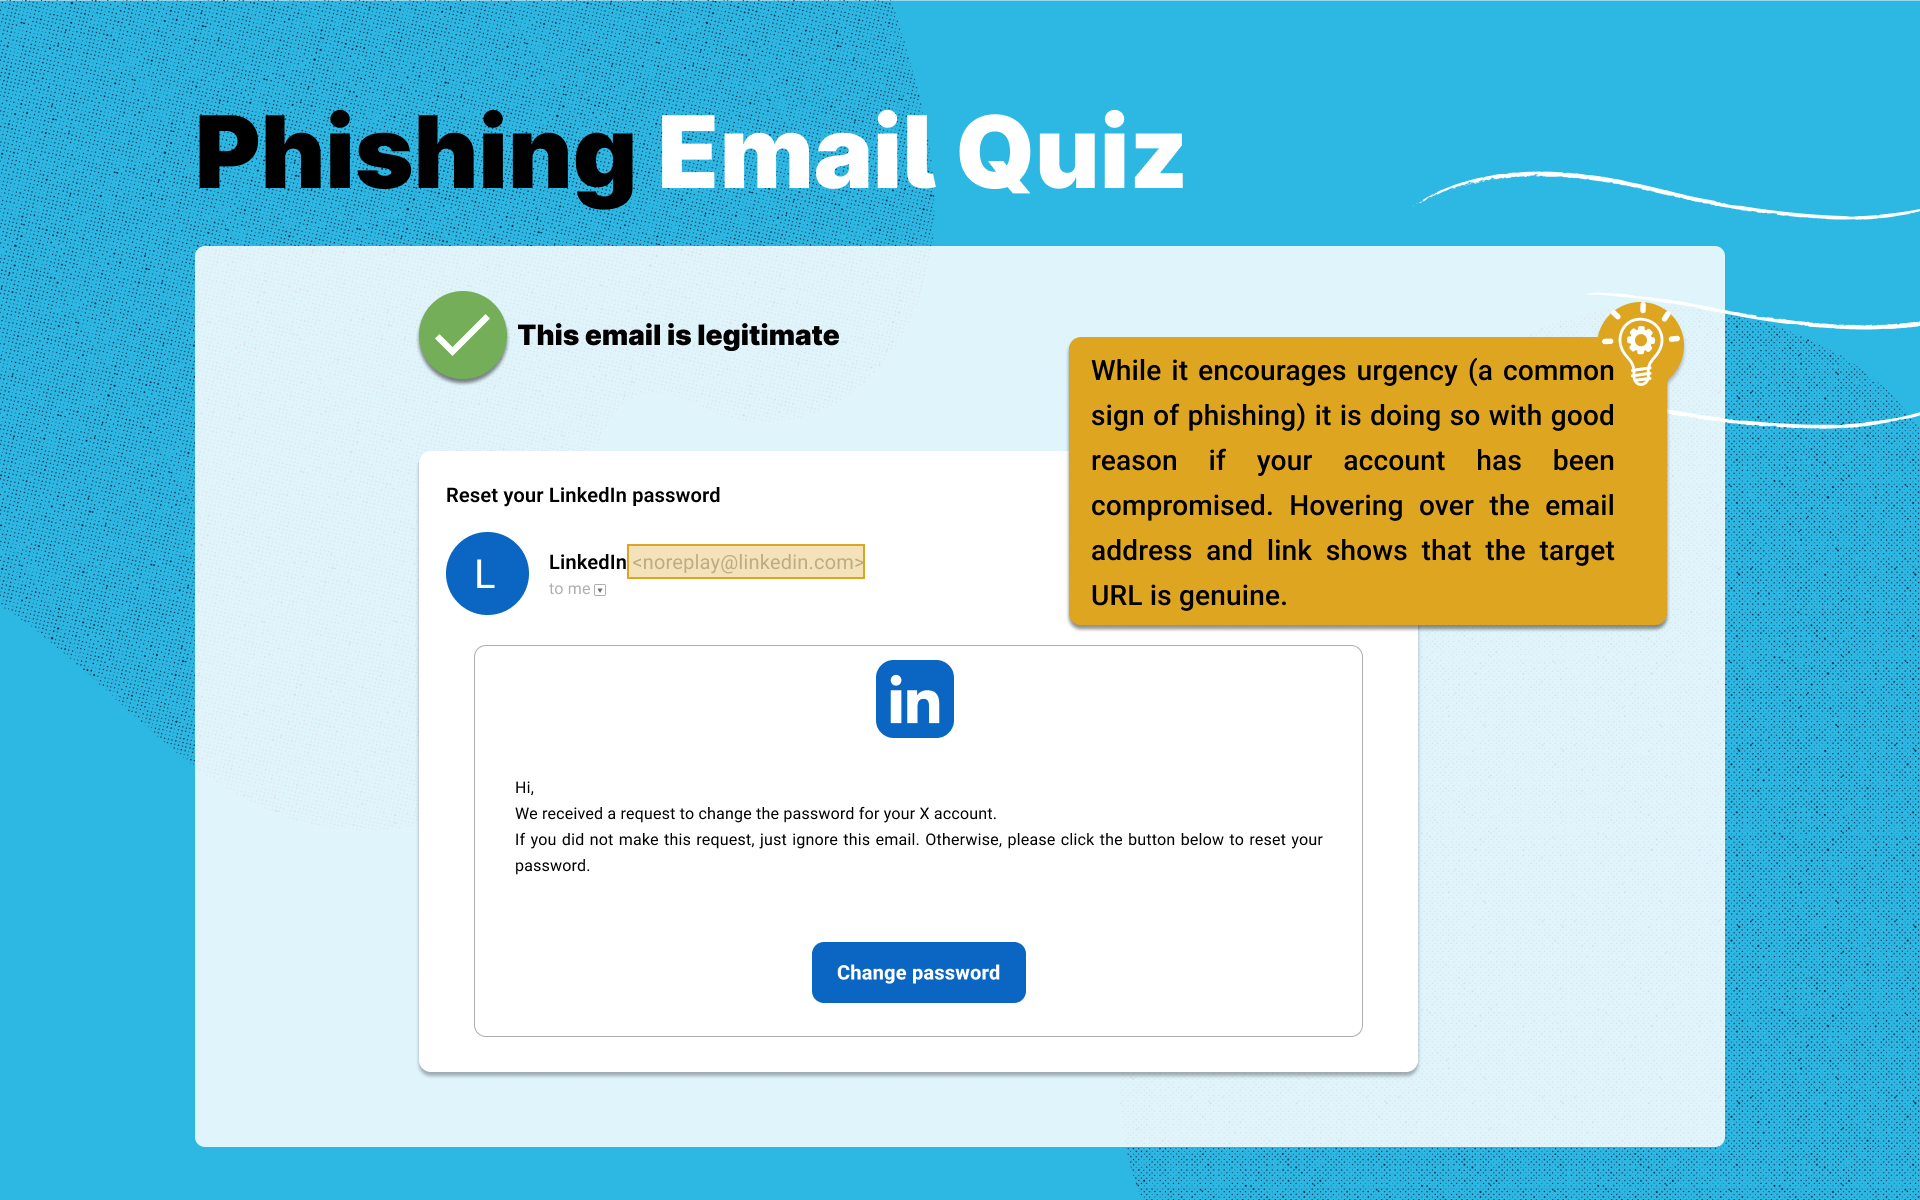 Phishing Email Quiz
This email is legitimate
While it encourages urgency (a common
sign of phishing) it is doing so with good
reason if your account has been
compromised. Hovering over the email
address and link shows that the target
URL is genuine.
Reset your LinkedIn password
L
LinkedIn <noreplay@linkedin.com>
to me
in
Hi,
We received a request to change the password for your X account.
If you did not make this request, just ignore this email. Otherwise, please click the button below to reset your
password.
Change password